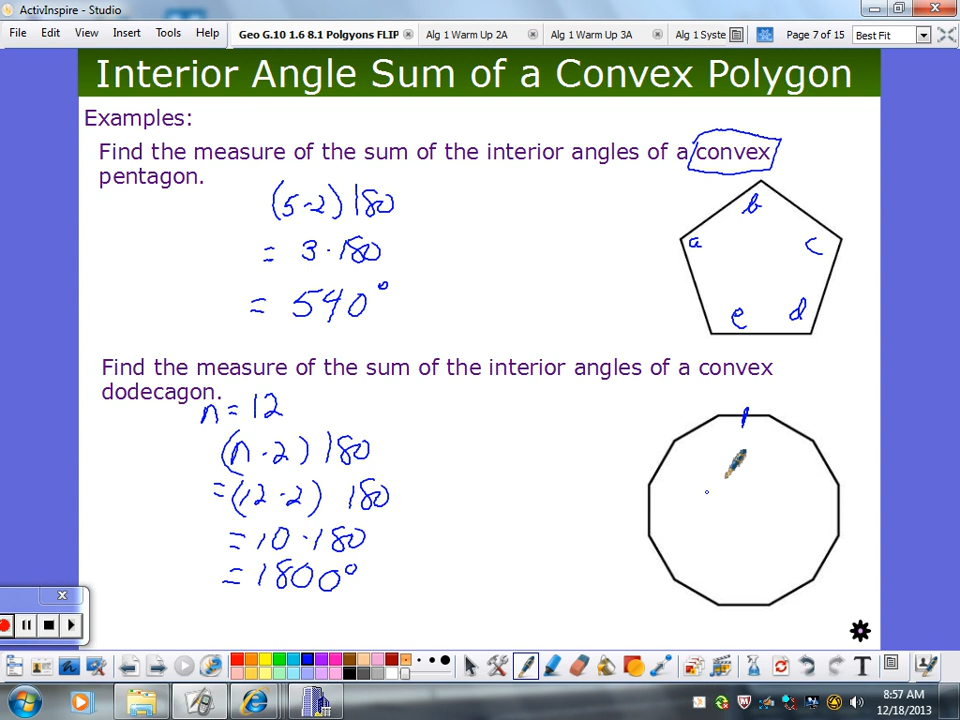 ActivInspire - Studio
File Edit View Insert Tools Help
Geo G.10 1.6 8.1 Polgyons FLIP
Alg 1 Warm Up 2A
Alg 1 Warm Up 3A
Alg 1 Syste
Page 7 of 15
Best Fit
Interior Angle Sum of a Convex Polygon
Examples:
Find the measure of the sum of the interior angles of a convex
pentagon.
(5-2) 180
= 3 · 180
= 540°
a
b
c
d
e
Find the measure of the sum of the interior angles of a convex
dodecagon.
n = 12
(n - 2) 180
= (12 - 2) 180
= 10 · 180
= 1800°
8:57 AM
12/18/2013